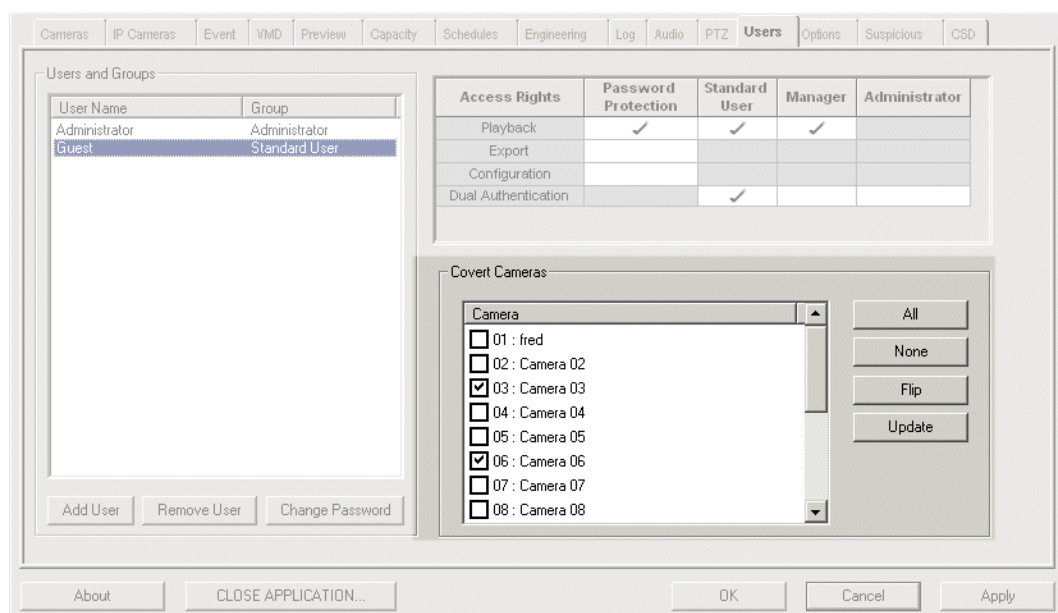 Cameras IP Cameras Event VMD Preview Capacity Schedules Engineering Log Audio PTZ Users Options Suspicious CSD
Users and Groups
User Name Group
Administrator Administrator
Guest Standard User
Add User Remove User Change Password
Access Rights Password Protection Standard User Manager Administrator
Playback
Export
Configuration
Dual Authentication
Covert Cameras
Camera
01 : fred
02 : Camera 02
03 : Camera 03
04 : Camera 04
05 : Camera 05
06 : Camera 06
07 : Camera 07
08 : Camera 08
All
None
Flip
Update
About CLOSE APPLICATION... OK Cancel Apply